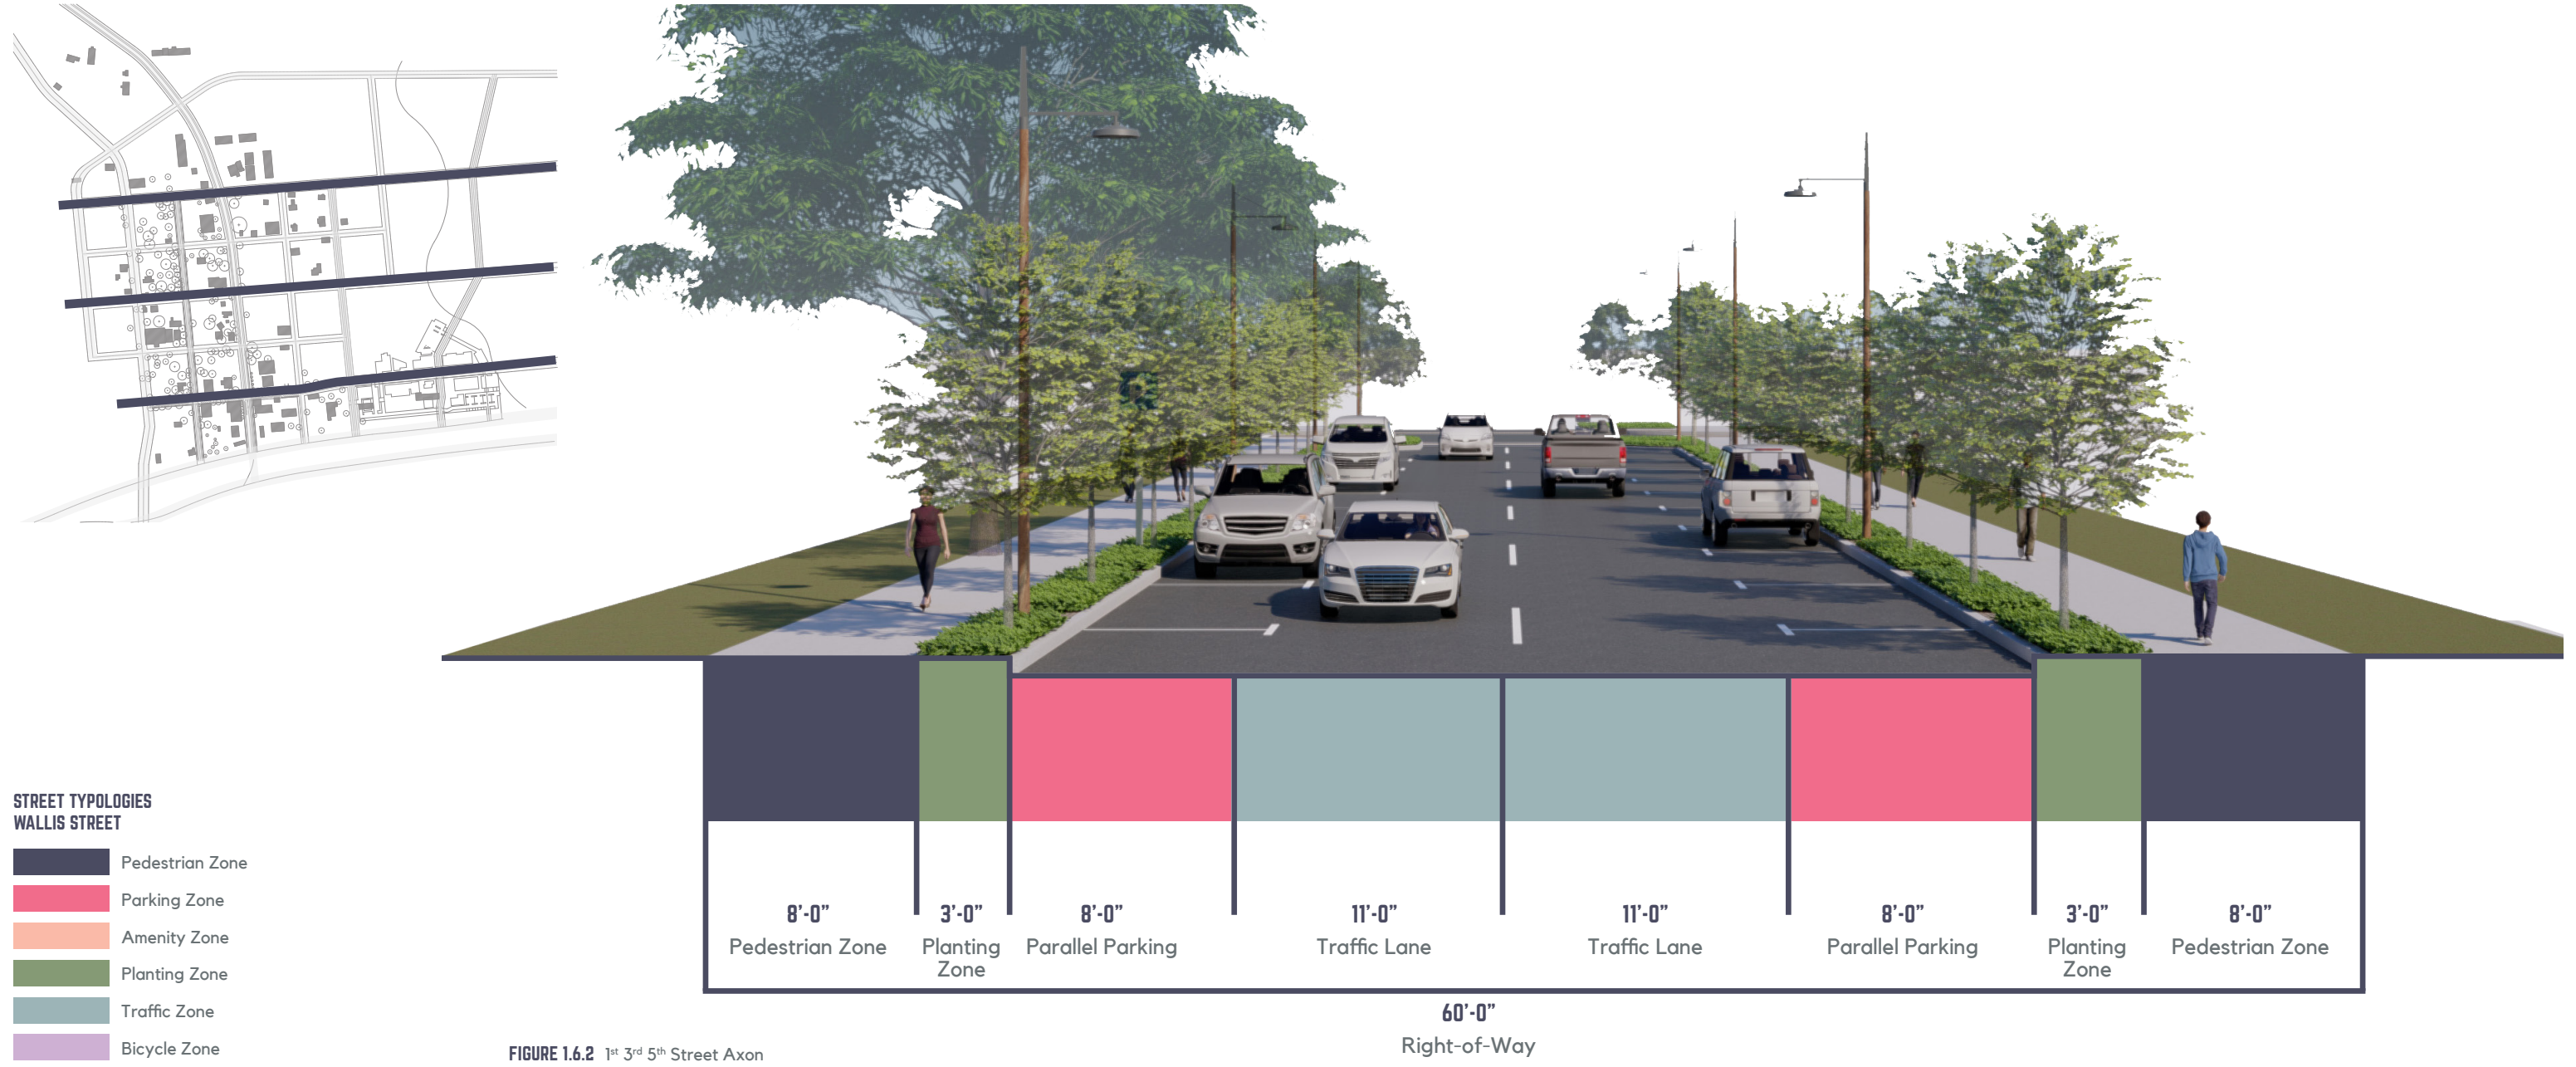 STREET TYPOLOGIES
WALLIS STREET
Pedestrian Zone
Parking Zone
Amenity Zone
Planting Zone
Traffic Zone
Bicycle Zone
8'-0" 3'-0" 8'-0" 11'-0" 11'-0" 8'-0" 3'-0" 8'-0"
Pedestrian Zone Planting Parallel Parking Traffic Lane Traffic Lane Parallel Parking Planting Pedestrian Zone
Zone Zone
60'-0"
Right-of-Way
FIGURE 1.6.2 1st 3rd 5th Street Axon